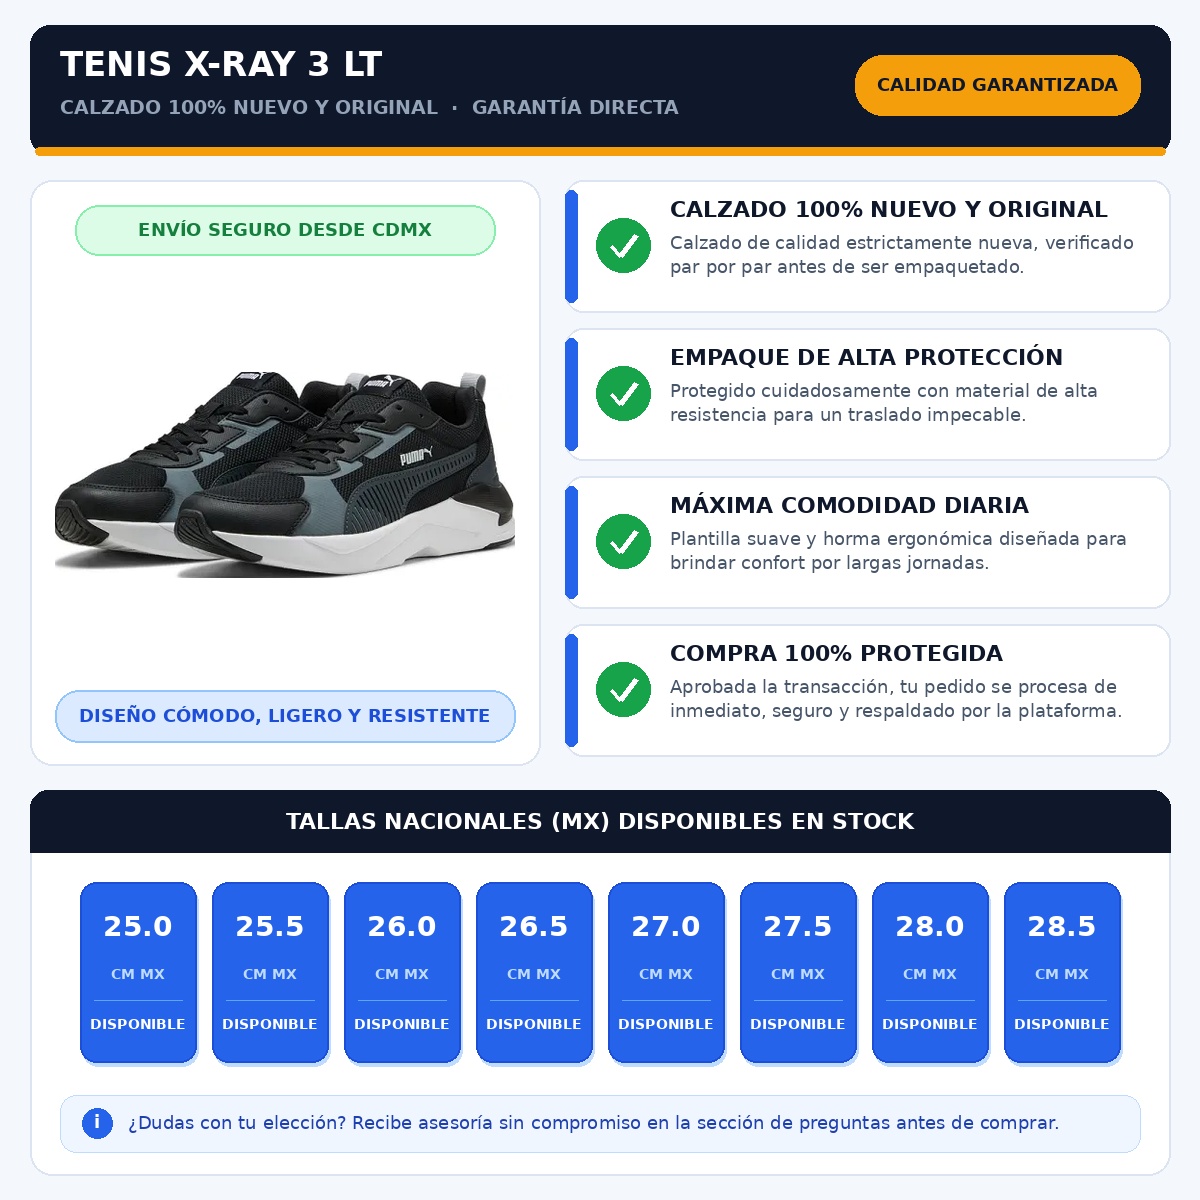 TENIS X-RAY 3 LT
CALZADO 100% NUEVO Y ORIGINAL · GARANTÍA DIRECTA
CALIDAD GARANTIZADA
ENVÍO SEGURO DESDE CDMX
PUMA
PUMA
PUMA
DISEÑO CÓMODO, LIGERO Y RESISTENTE
CALZADO 100% NUEVO Y ORIGINAL
Calzado de calidad estrictamente nueva, verificado
par por par antes de ser empaquetado.
EMPAQUE DE ALTA PROTECCIÓN
Protegido cuidadosamente con material de alta
resistencia para un traslado impecable.
MÁXIMA COMODIDAD DIARIA
Plantilla suave y horma ergonómica diseñada para
brindar confort por largas jornadas.
COMPRA 100% PROTEGIDA
Aprobada la transacción, tu pedido se procesa de
inmediato, seguro y respaldado por la plataforma.
TALLAS NACIONALES (MX) DISPONIBLES EN STOCK
25.0 25.5 26.0 26.5 27.0 27.5 28.0 28.5
CM MX CM MX CM MX CM MX CM MX CM MX CM MX CM MX
DISPONIBLE DISPONIBLE DISPONIBLE DISPONIBLE DISPONIBLE DISPONIBLE DISPONIBLE DISPONIBLE
i ¿Dudas con tu elección? Recibe asesoría sin compromiso en la sección de preguntas antes de comprar.